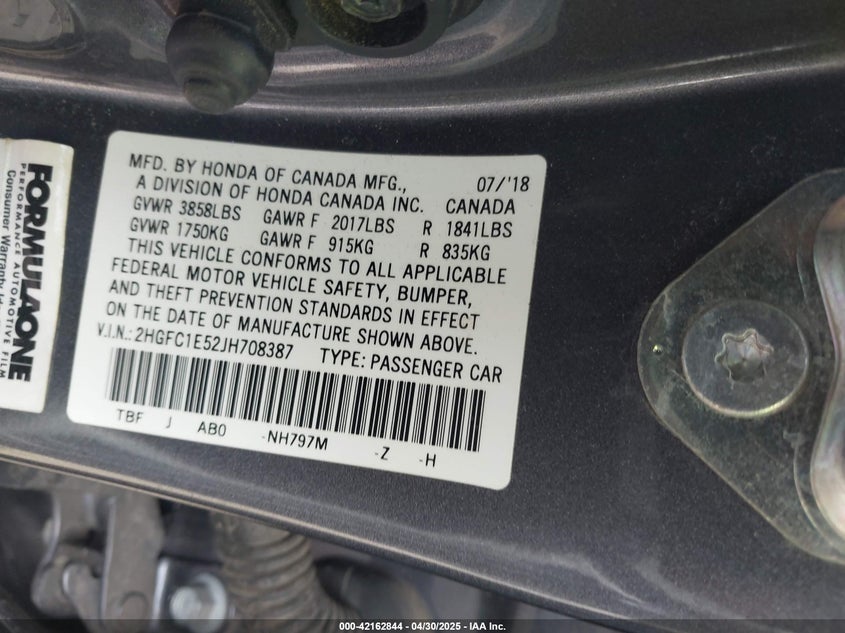 MFD. BY HONDA OF CANADA MFG., 07/'18
A DIVISION OF HONDA CANADA INC. CANADA
GVWR 3858LBS GAWR F 2017LBS R 1841LBS
GVWR 1750KG GAWR F 915KG R 835KG
THIS VEHICLE CONFORMS TO ALL APPLICABLE
FEDERAL MOTOR VEHICLE SAFETY, BUMPER,
AND THEFT PREVENTION STANDARDS IN EFFECT
ON THE DATE OF MANUFACTURE SHOWN ABOVE.
V.I.N.: 2HGFC1E52JH708387 TYPE: PASSENGER CAR
TBF J AB0 -NH797M -Z -H
FORMULAONE
PERFORMANCE AUTOMOTIVE FILM
Consumer Warranty
000-42162844 - 04/30/2025 - IAA Inc.